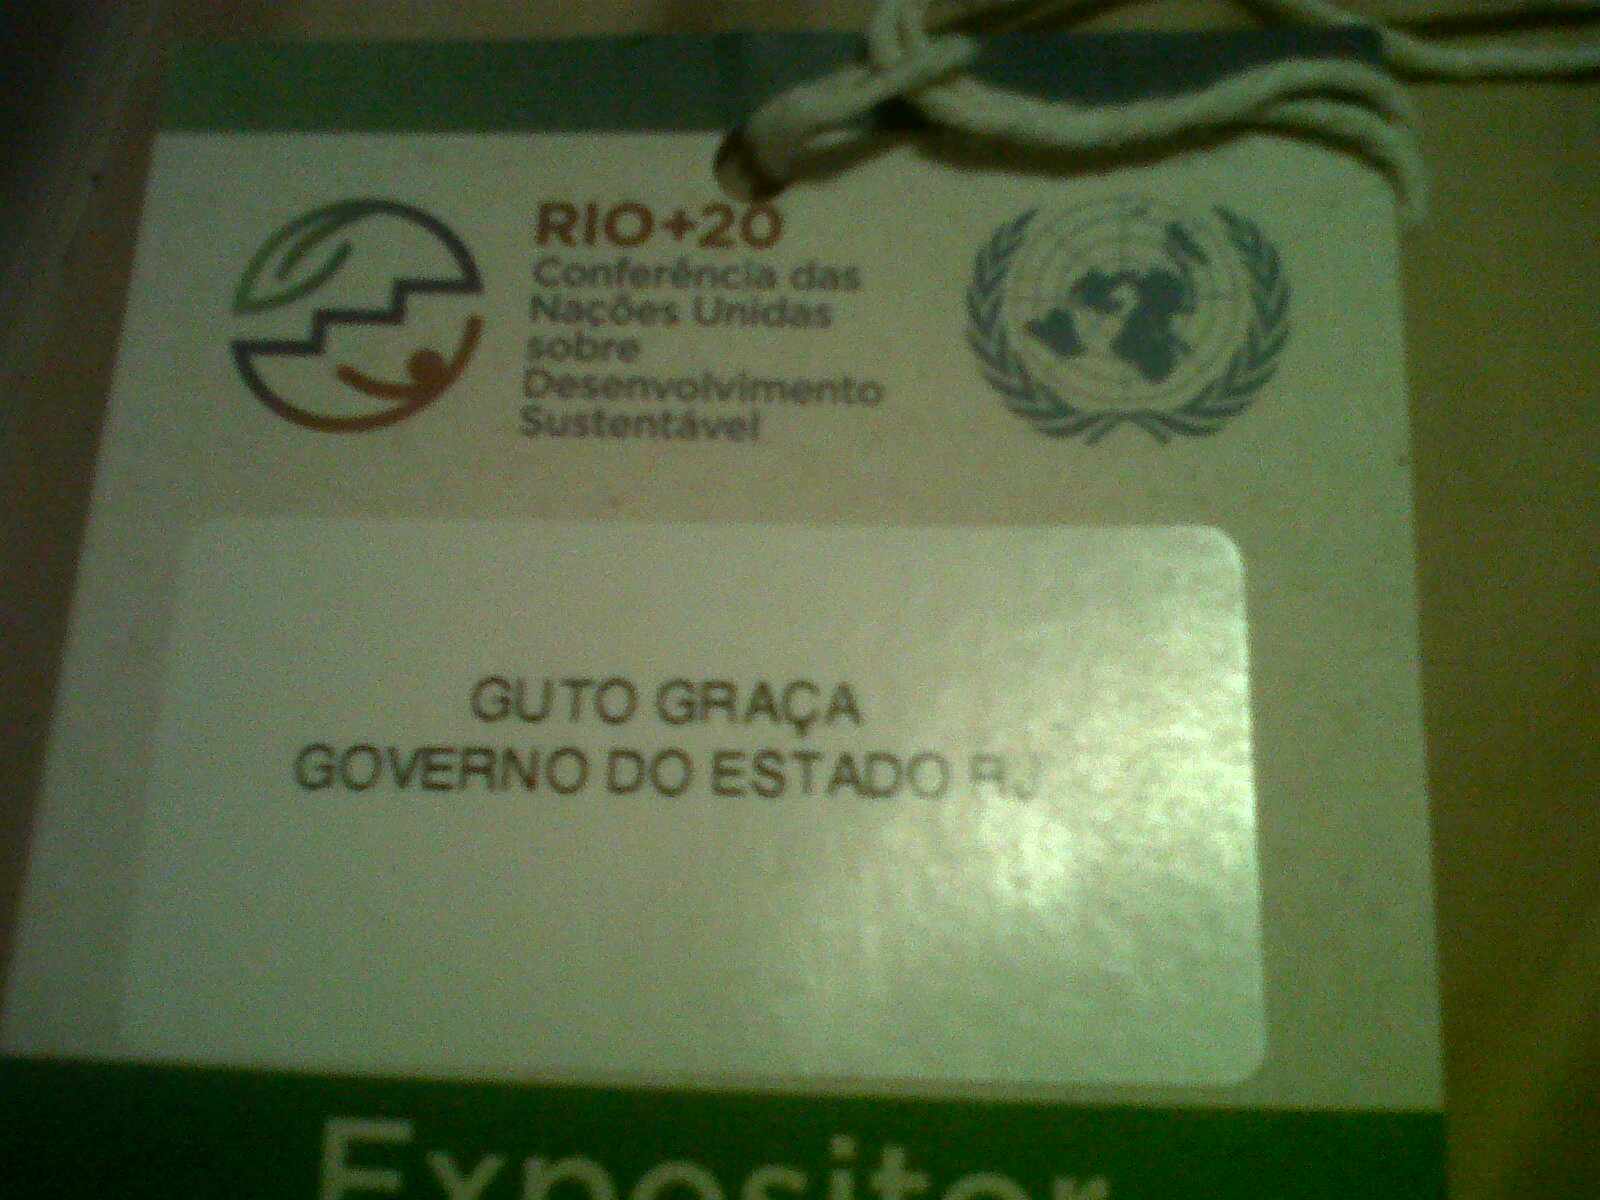 RIO+20
Conferência das
Nações Unidas
sobre
Desenvolvimento
Sustentável
GUTO GRAÇA
GOVERNO DO ESTADO RJ
Expositor